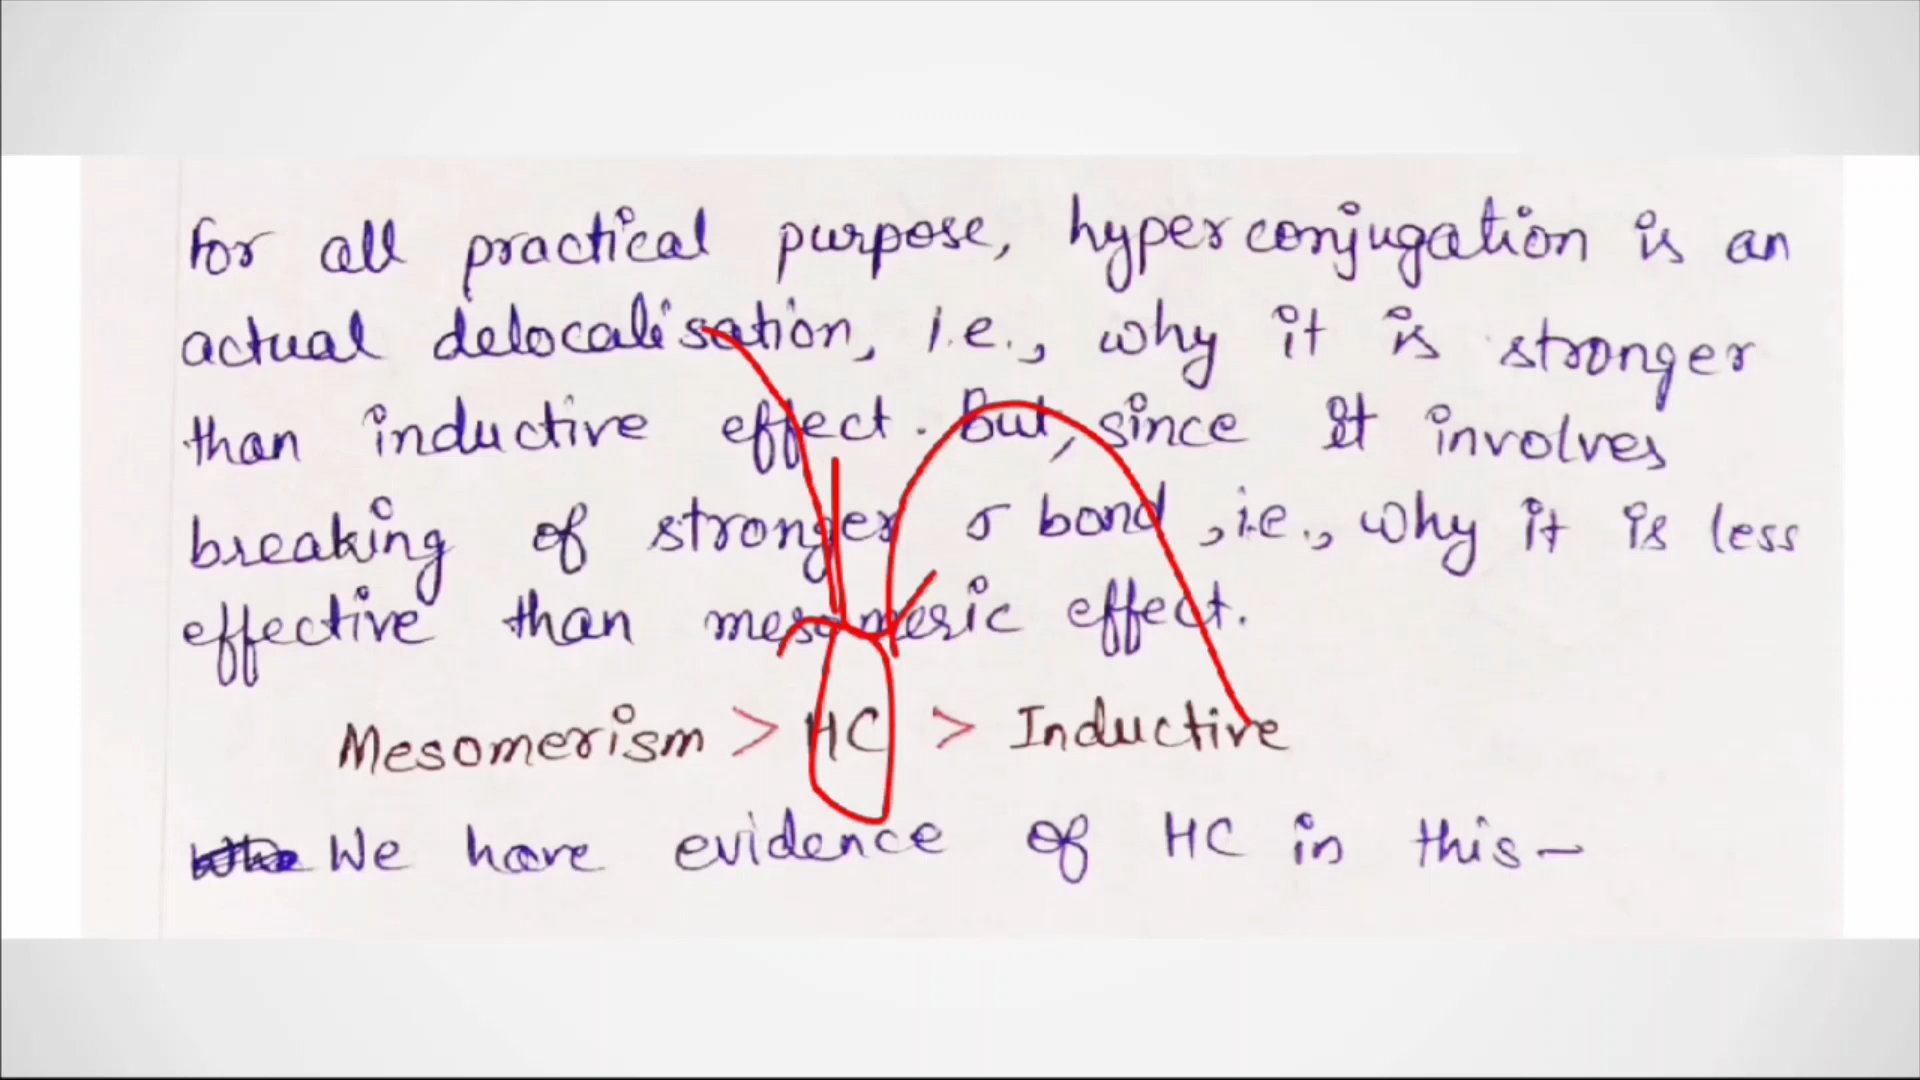 For all practical purpose, hyperconjugation is an
actual delocalisation, i.e., why it is stronger
than inductive effect. But, since it involves
breaking of stronger σ bond, i.e., why it is less
effective than mesomeric effect.
Mesomerism > HC > Inductive
We have evidence of HC in this -